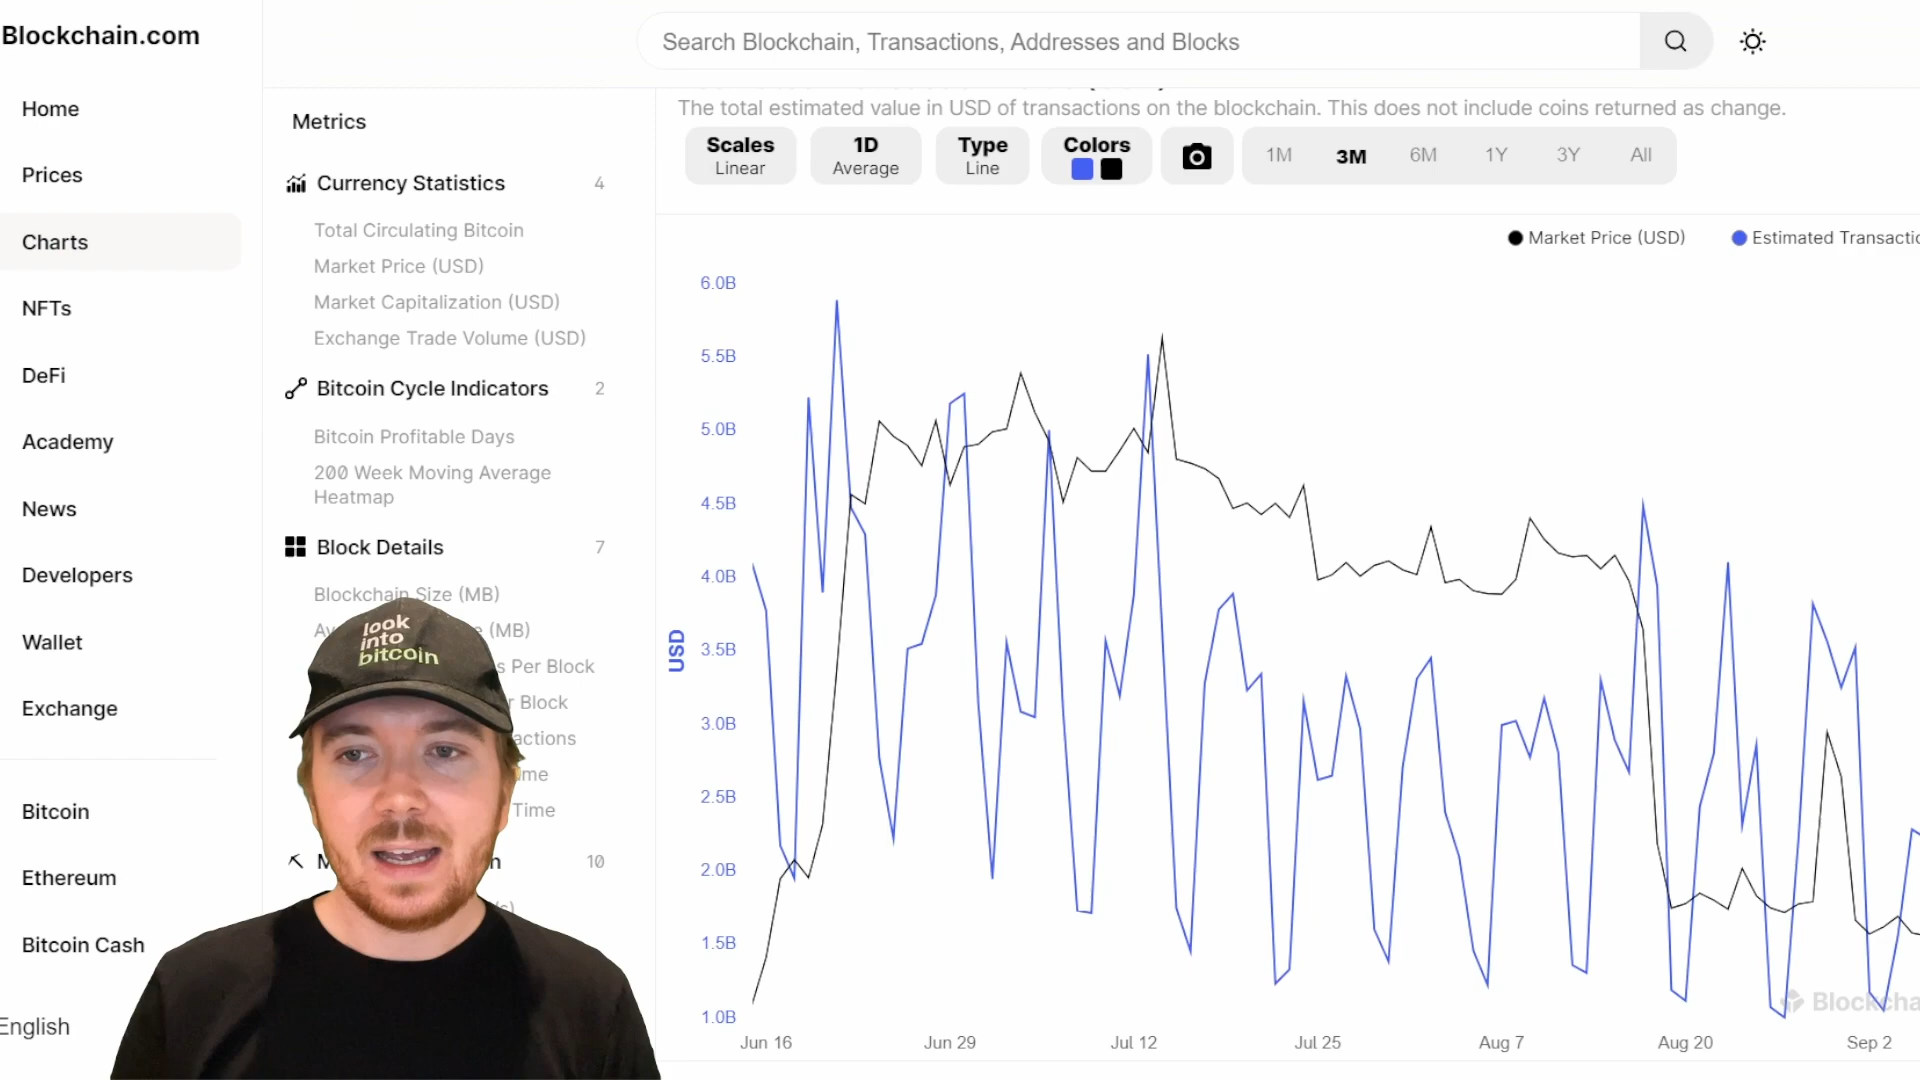 Blockchain.com
Search Blockchain, Transactions, Addresses and Blocks
Home
Prices
Charts
NFTs
DeFi
Academy
News
Developers
Wallet
Exchange
Bitcoin
Ethereum
Bitcoin Cash
English
Metrics
Currency Statistics 4
Total Circulating Bitcoin
Market Price (USD)
Market Capitalization (USD)
Exchange Trade Volume (USD)
Bitcoin Cycle Indicators 2
Bitcoin Profitable Days
200 Week Moving Average
Heatmap
Block Details 7
Blockchain Size (MB)
(MB)
s Per Block
Block
Time
10
look
into
bitcoin
The total estimated value in USD of transactions on the blockchain. This does not include coins returned as change.
Scales
Linear
1D
Average
Type
Line
Colors
1M 3M 6M 1Y 3Y All
Market Price (USD) Estimated Transactio
6.0B
5.5B
5.0B
4.5B
4.0B
3.5B
3.0B
2.5B
2.0B
1.5B
1.0B
USD
Jun 16 Jun 29 Jul 12 Jul 25 Aug 7 Aug 20 Sep 2
Blockcha